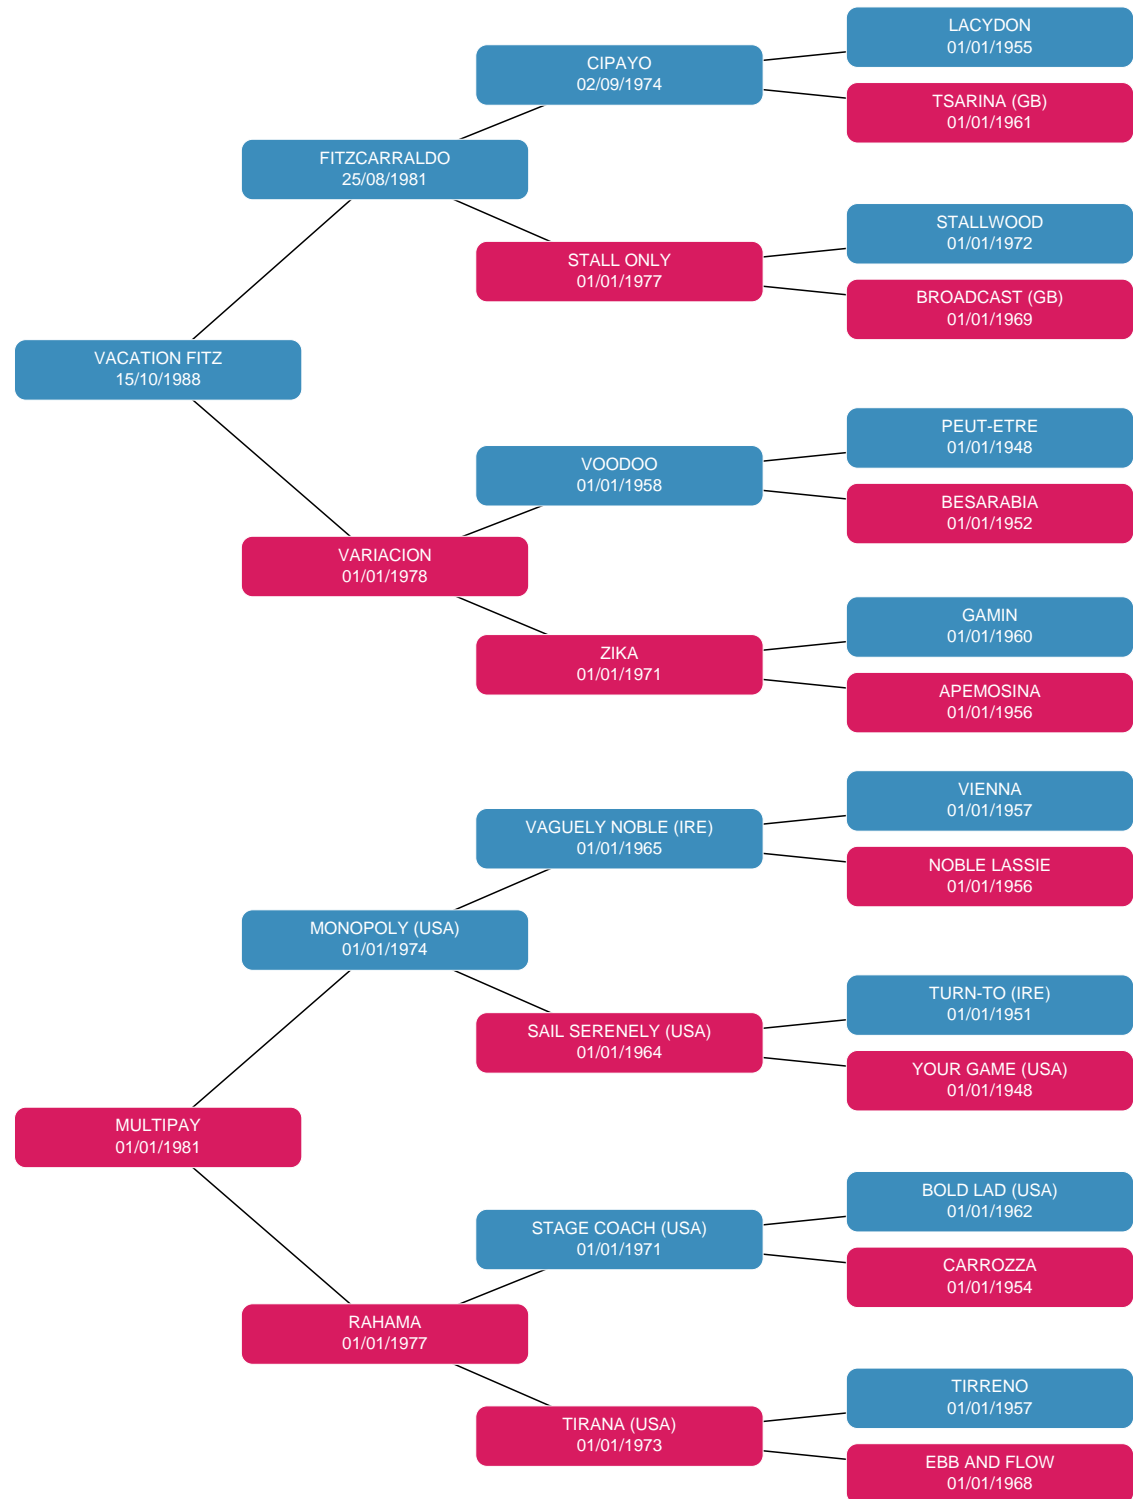 LACYDON
01/01/1955
CIPAYO
02/09/1974
TSARINA (GB)
01/01/1961
FITZCARRALDO
25/08/1981
STALLWOOD
01/01/1972
STALL ONLY
01/01/1977
BROADCAST (GB)
01/01/1969
VACATION FITZ
15/10/1988
PEUT-ETRE
01/01/1948
VOODOO
01/01/1958
BESARABIA
01/01/1952
VARIACION
01/01/1978
GAMIN
01/01/1960
ZIKA
01/01/1971
APEMOSINA
01/01/1956
VIENNA
01/01/1957
VAGUELY NOBLE (IRE)
01/01/1965
NOBLE LASSIE
01/01/1956
MONOPOLY (USA)
01/01/1974
TURN-TO (IRE)
01/01/1951
SAIL SERENELY (USA)
01/01/1964
YOUR GAME (USA)
01/01/1948
MULTIPAY
01/01/1981
BOLD LAD (USA)
01/01/1962
STAGE COACH (USA)
01/01/1971
CARROZZA
01/01/1954
RAHAMA
01/01/1977
TIRRENO
01/01/1957
TIRANA (USA)
01/01/1973
EBB AND FLOW
01/01/1968